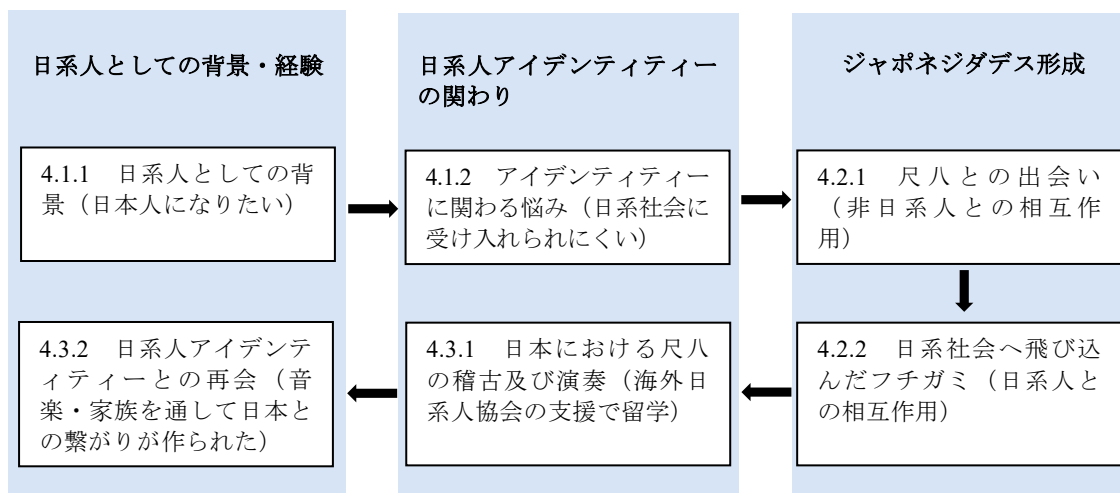 日系人としての背景・経験
日系人アイデンティティー
の関わり
ジャポネジダデス形成
4.1.1 日系人としての背
景（日本人になりたい）
4.1.2 アイデンティティー
に関わる悩み（日系社会に
受け入れられにくい）
4.2.1 尺八との出会い
（非日系人との相互作
用）
4.3.2 日系人アイデンテ
ィティーとの再会（音
楽・家族を通して日本と
の繋がりが作られた）
4.3.1 日本における尺八
の稽古及び演奏（海外日
系人協会の支援で留学）
4.2.2 日系社会へ飛び込
んだフチガミ（日系人と
の相互作用）